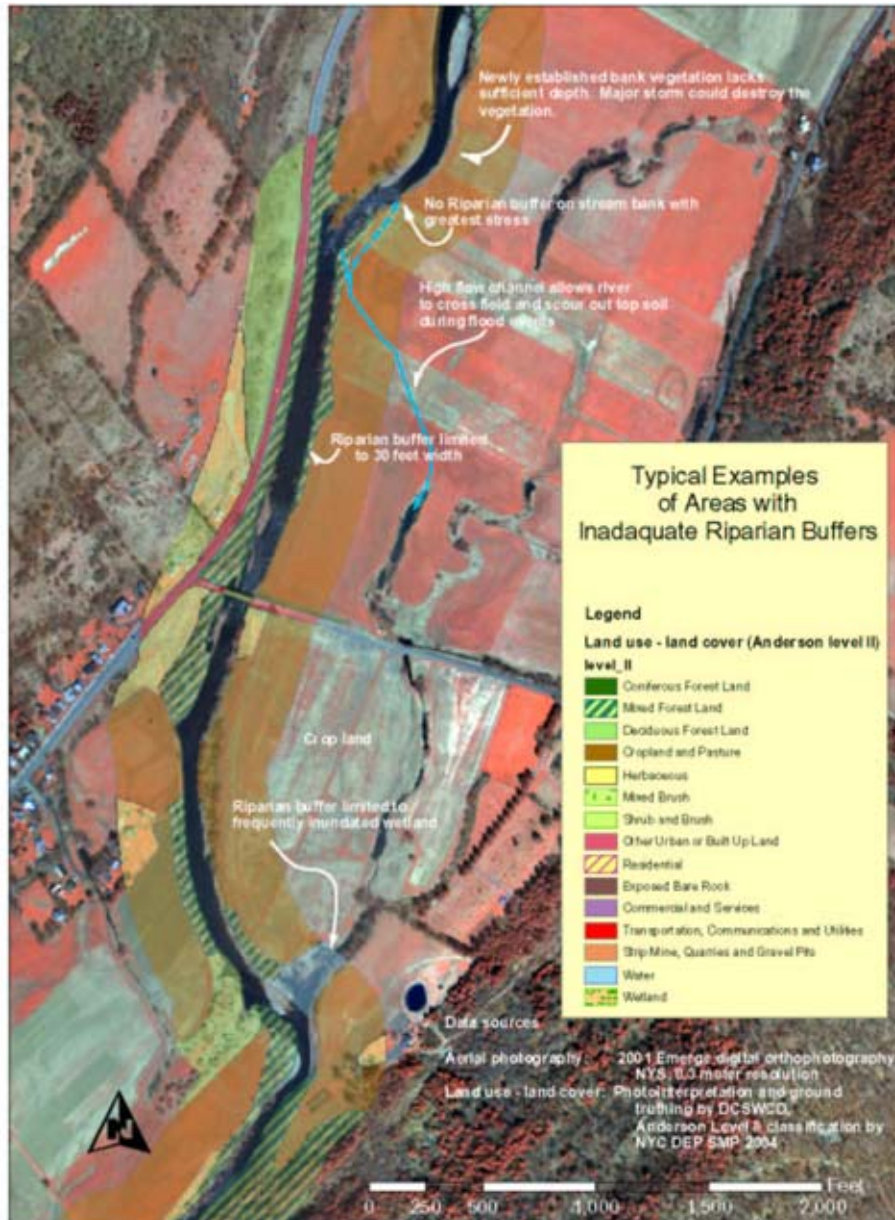 Newly established bank vegetation lacks
sufficient depth. Major storm could destroy the
vegetation.
No Riparian buffer on stream bank with
greatest stress
High flow channel allows river
to cross field and scour out top soil
during flood events
Riparian buffer limited
to 30 feet width
Typical Examples
of Areas with
Inadaquate Riparian Buffers
Legend
Land use - land cover (Anderson level II)
level_II
Coniferous Forest Land
Mixed Forest Land
Deciduous Forest Land
Cropland and Pasture
Herbaceous
Mixed Brush
Shrub and Brush
Other Urban or Built Up Land
Residential
Exposed Bare Rock
Commercial and Services
Transportation, Communications and Utilities
Strip Mine, Quarries and Gravel Pits
Water
Wetland
Crop land
Riparian buffer limited to
frequently inundated wetland
Data sources
Aerial photography: 2001 Emerge digital orthophotography
NYS, 0.3 meter resolution
Land use - land cover: Photointerpretation and ground
truthing by DCSWCD,
Anderson Level II classification by
NYC DEP SMP 2004
N
Feet
0 250 500 1,000 1,500 2,000